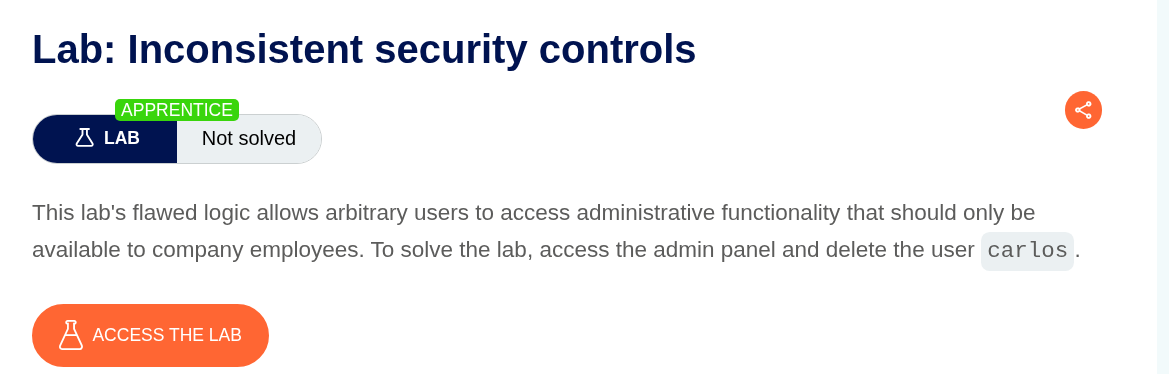 Lab: Inconsistent security controls
APPRENTICE
LAB
Not solved
This lab's flawed logic allows arbitrary users to access administrative functionality that should only be
available to company employees. To solve the lab, access the admin panel and delete the user carlos.
ACCESS THE LAB